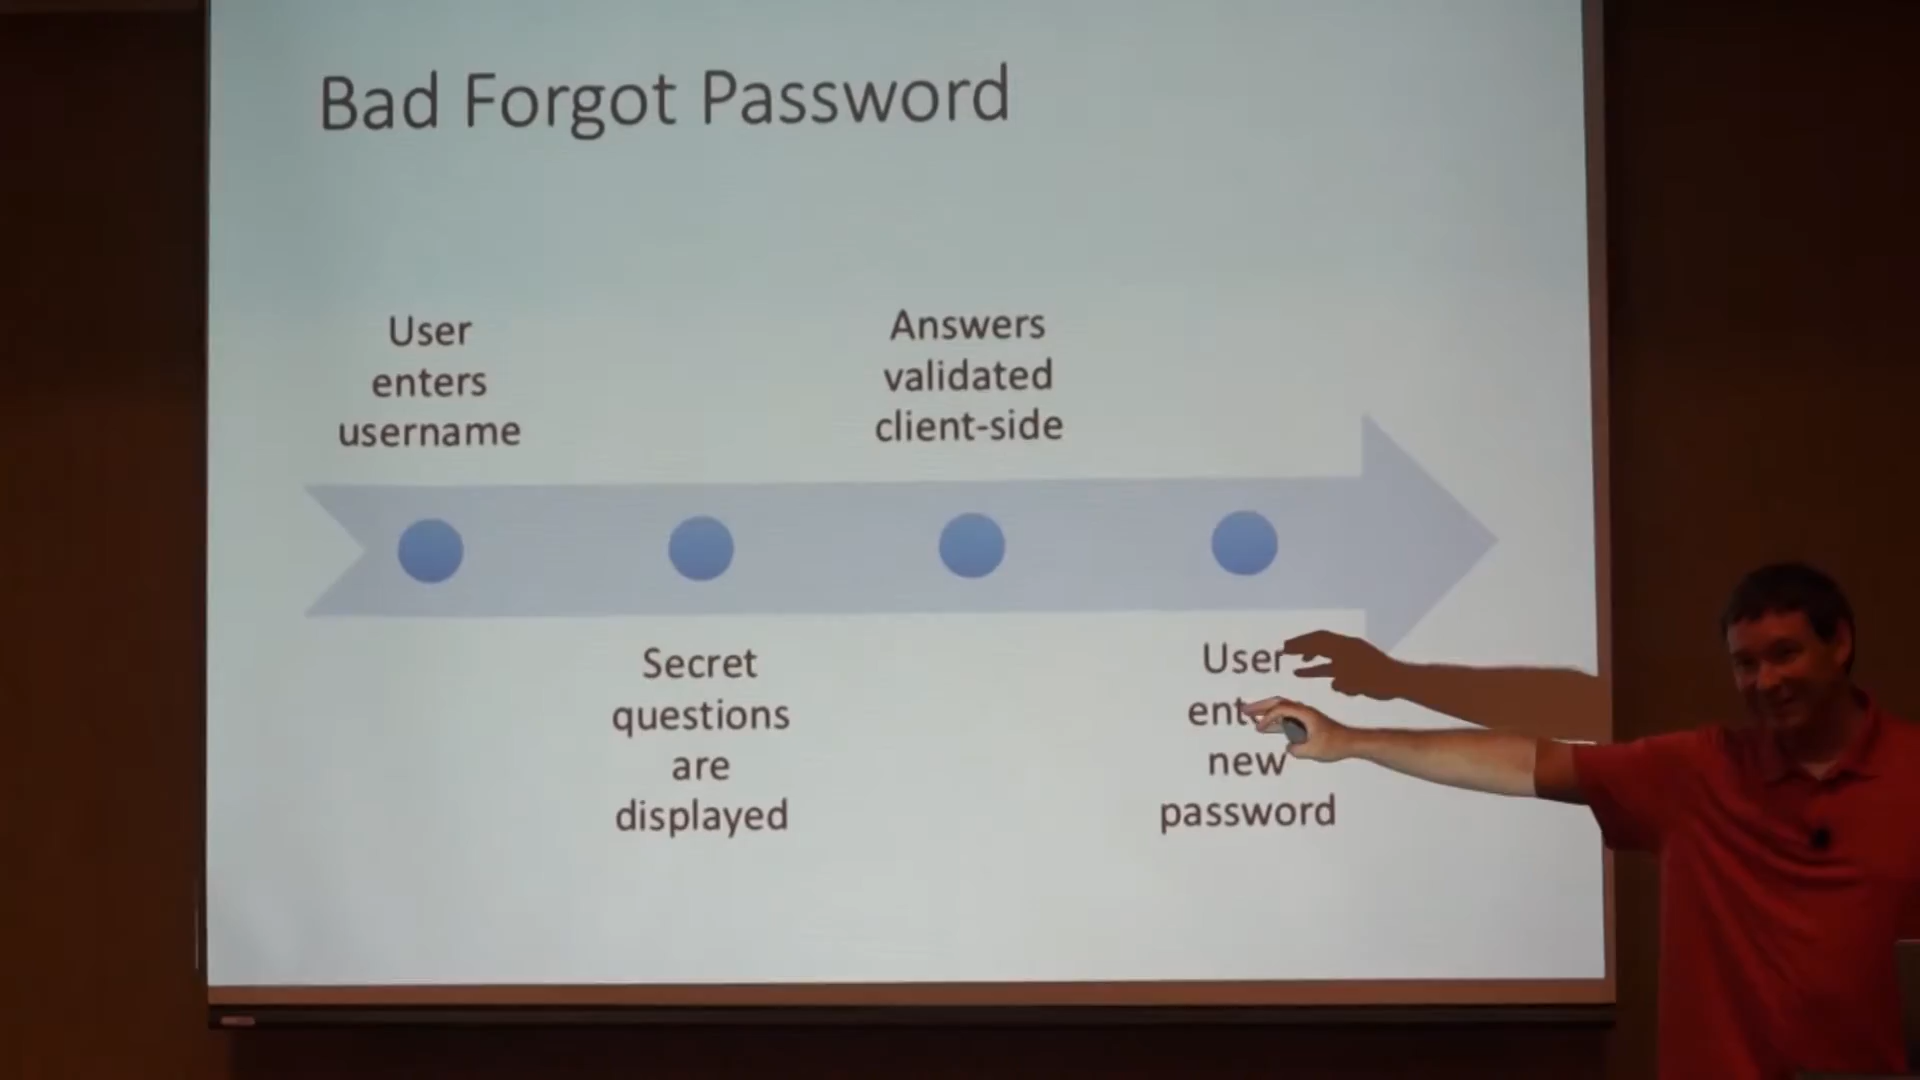 Bad Forgot Password
User
enters
username
Secret
questions
are
displayed
Answers
validated
client-side
User
new
password